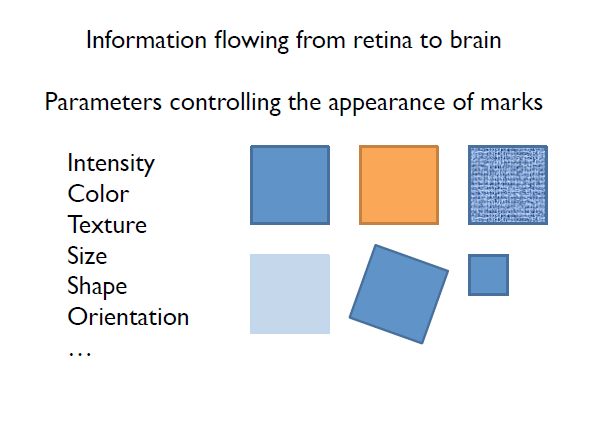 Information flowing from retina to brain
Parameters controlling the appearance of marks
Intensity
Color
Texture
Size
Shape
Orientation
…